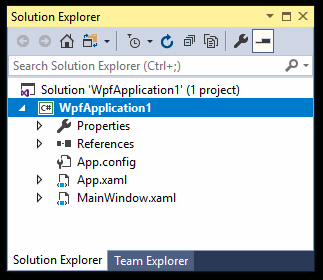 Solution Explorer
Search Solution Explorer (Ctrl+;)
Solution 'WpfApplication1' (1 project)
C# WpfApplication1
Properties
References
App.config
App.xaml
MainWindow.xaml
Solution Explorer Team Explorer